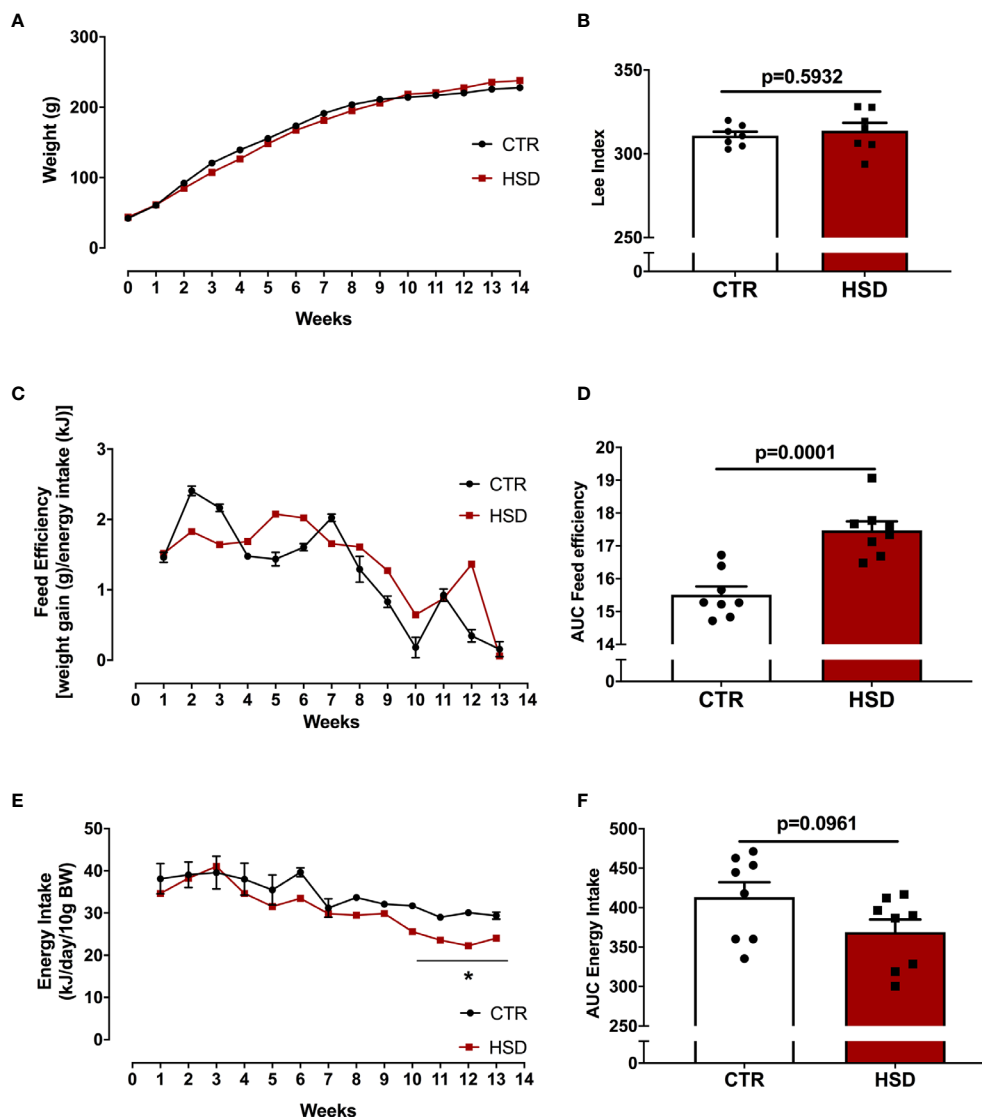 A
Weight (g)
300
200
100
0
CTR
HSD
0 1 2 3 4 5 6 7 8 9 10 11 12 13 14
Weeks
B
Lee Index
350
300
250
0
p=0.5932
CTR HSD
C
Feed Efficiency
[weight gain (g)/energy intake (kJ)]
3
2
1
0
CTR
HSD
0 1 2 3 4 5 6 7 8 9 10 11 12 13 14
Weeks
D
AUC Feed efficiency
20
19
18
17
16
15
14
0
p=0.0001
CTR HSD
E
Energy Intake
(kJ/day/10g BW)
50
40
30
20
10
0
*
CTR
HSD
0 1 2 3 4 5 6 7 8 9 10 11 12 13 14
Weeks
F
AUC Energy Intake
500
450
400
350
300
250
0
p=0.0961
CTR HSD